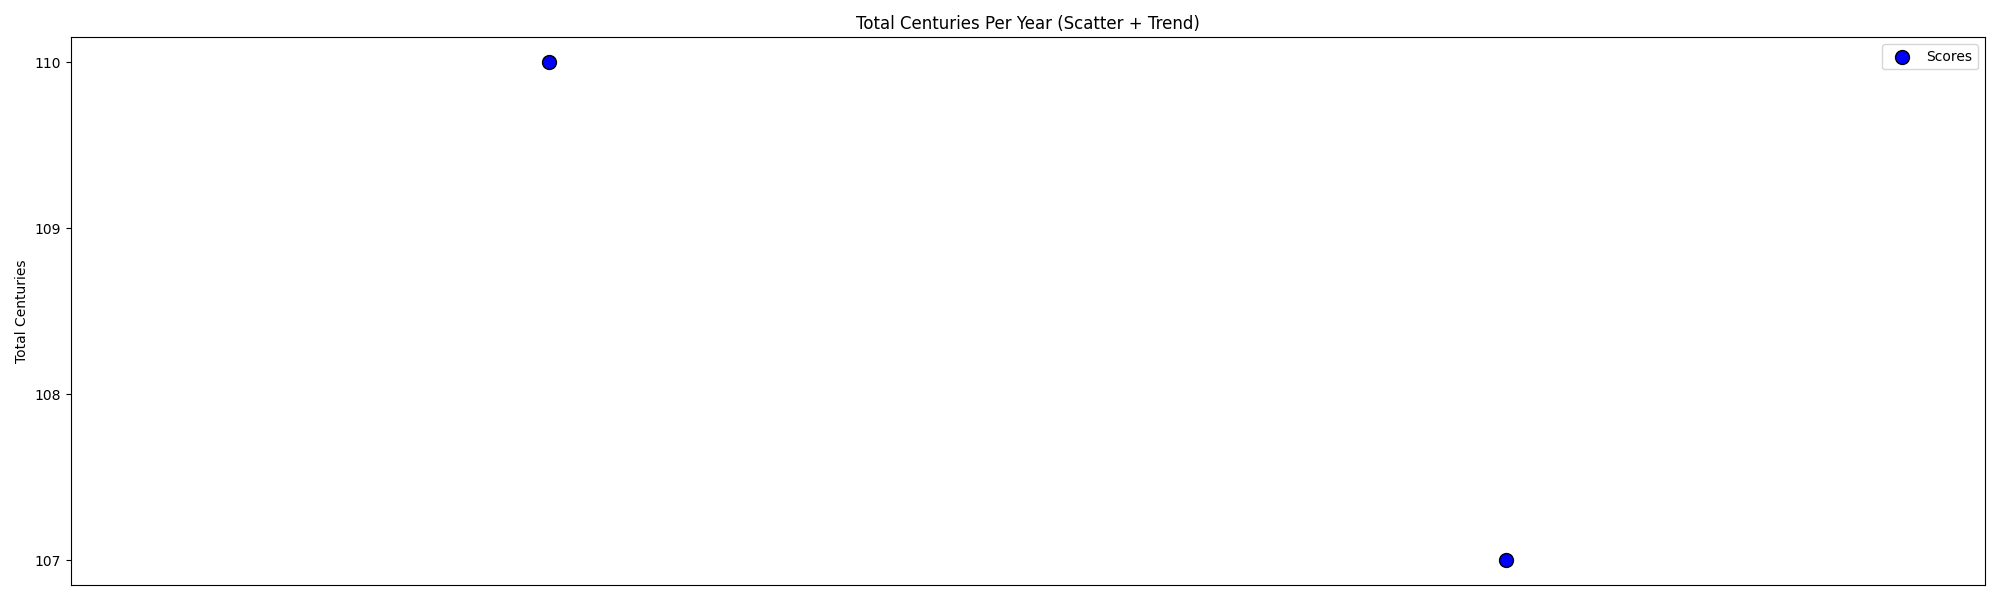 Total Centuries Per Year (Scatter + Trend)
Scores
110
109
108
107
Total Centuries